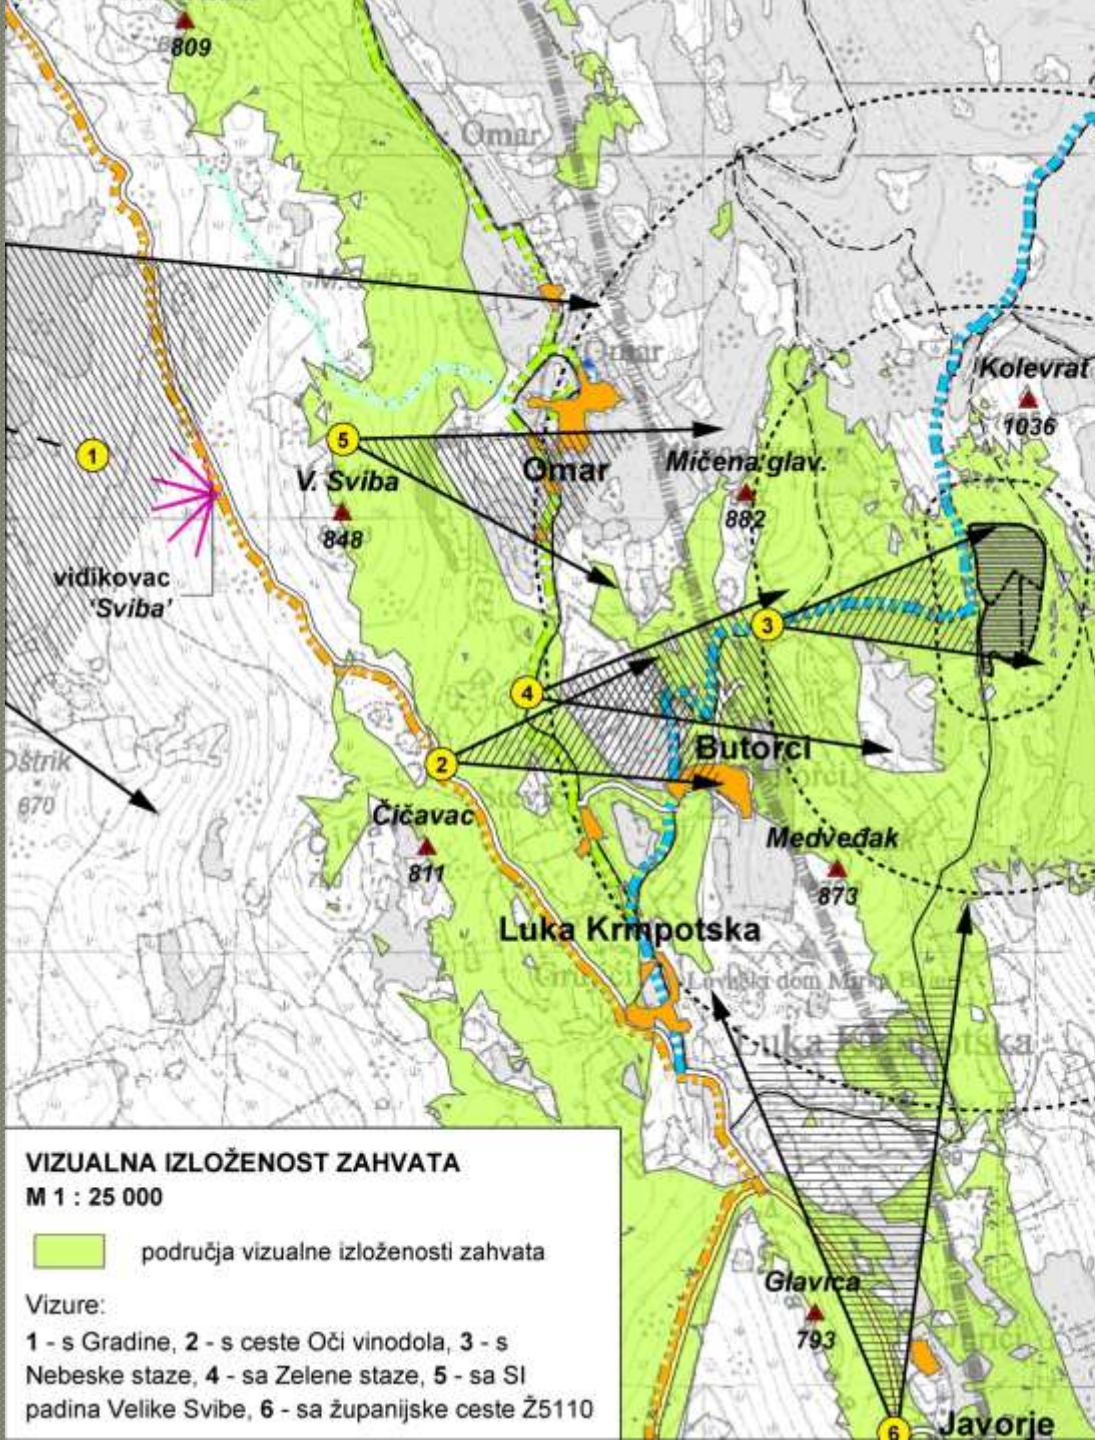 809
Omar
M. Sviba
Omar
Kolevrat
1036
1
5
Omar
Mičena glav.
882
V. Sviba
848
vidikovac
'Sviba'
3
4
Butorci
2
Oštrik
670
Čičavac
811
Medveđak
873
Luka Krmpotska
Luka Krmpotska
Glavica
793
6
Javorje
VIZUALNA IZLOŽENOST ZAHVATA
M 1 : 25 000
područja vizualne izloženosti zahvata
Vizure:
1 - s Gradine, 2 - s ceste Oči vinodola, 3 - s
Nebeske staze, 4 - sa Zelene staze, 5 - sa SI
padina Velike Svibe, 6 - sa županijske ceste Ž5110